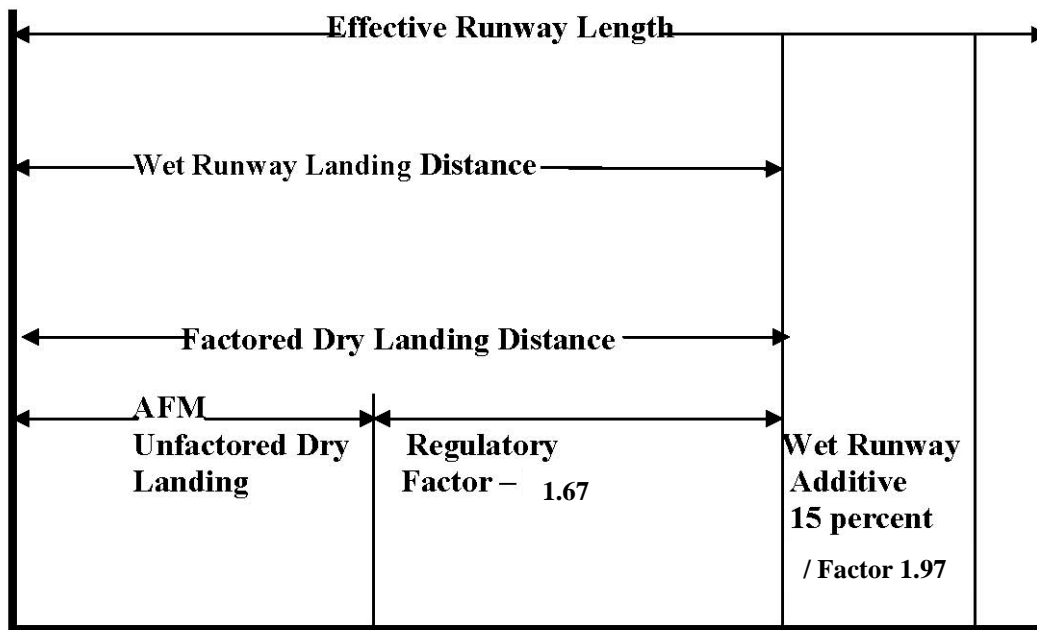 Effective Runway Length
Wet Runway Landing Distance
Factored Dry Landing Distance
AFM
Unfactored Dry
Landing
Regulatory
Factor – 1.67
Wet Runway
Additive
15 percent
/ Factor 1.97